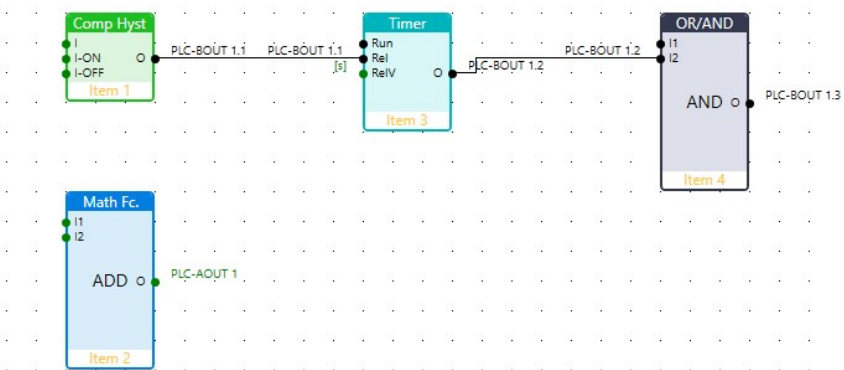 Comp Hyst
I
I-ON
O
I-OFF
Item 1
PLC-BOUT 1.1
PLC-BOUT 1.1
[s]
Timer
Run
Rel
RelV
O
Item 3
PLC-BOUT 1.2
PLC-BOUT 1.2
OR/AND
I1
I2
AND O
Item 4
PLC-BOUT 1.3
Math Fc.
I1
I2
ADD O
Item 2
PLC-AOUT 1